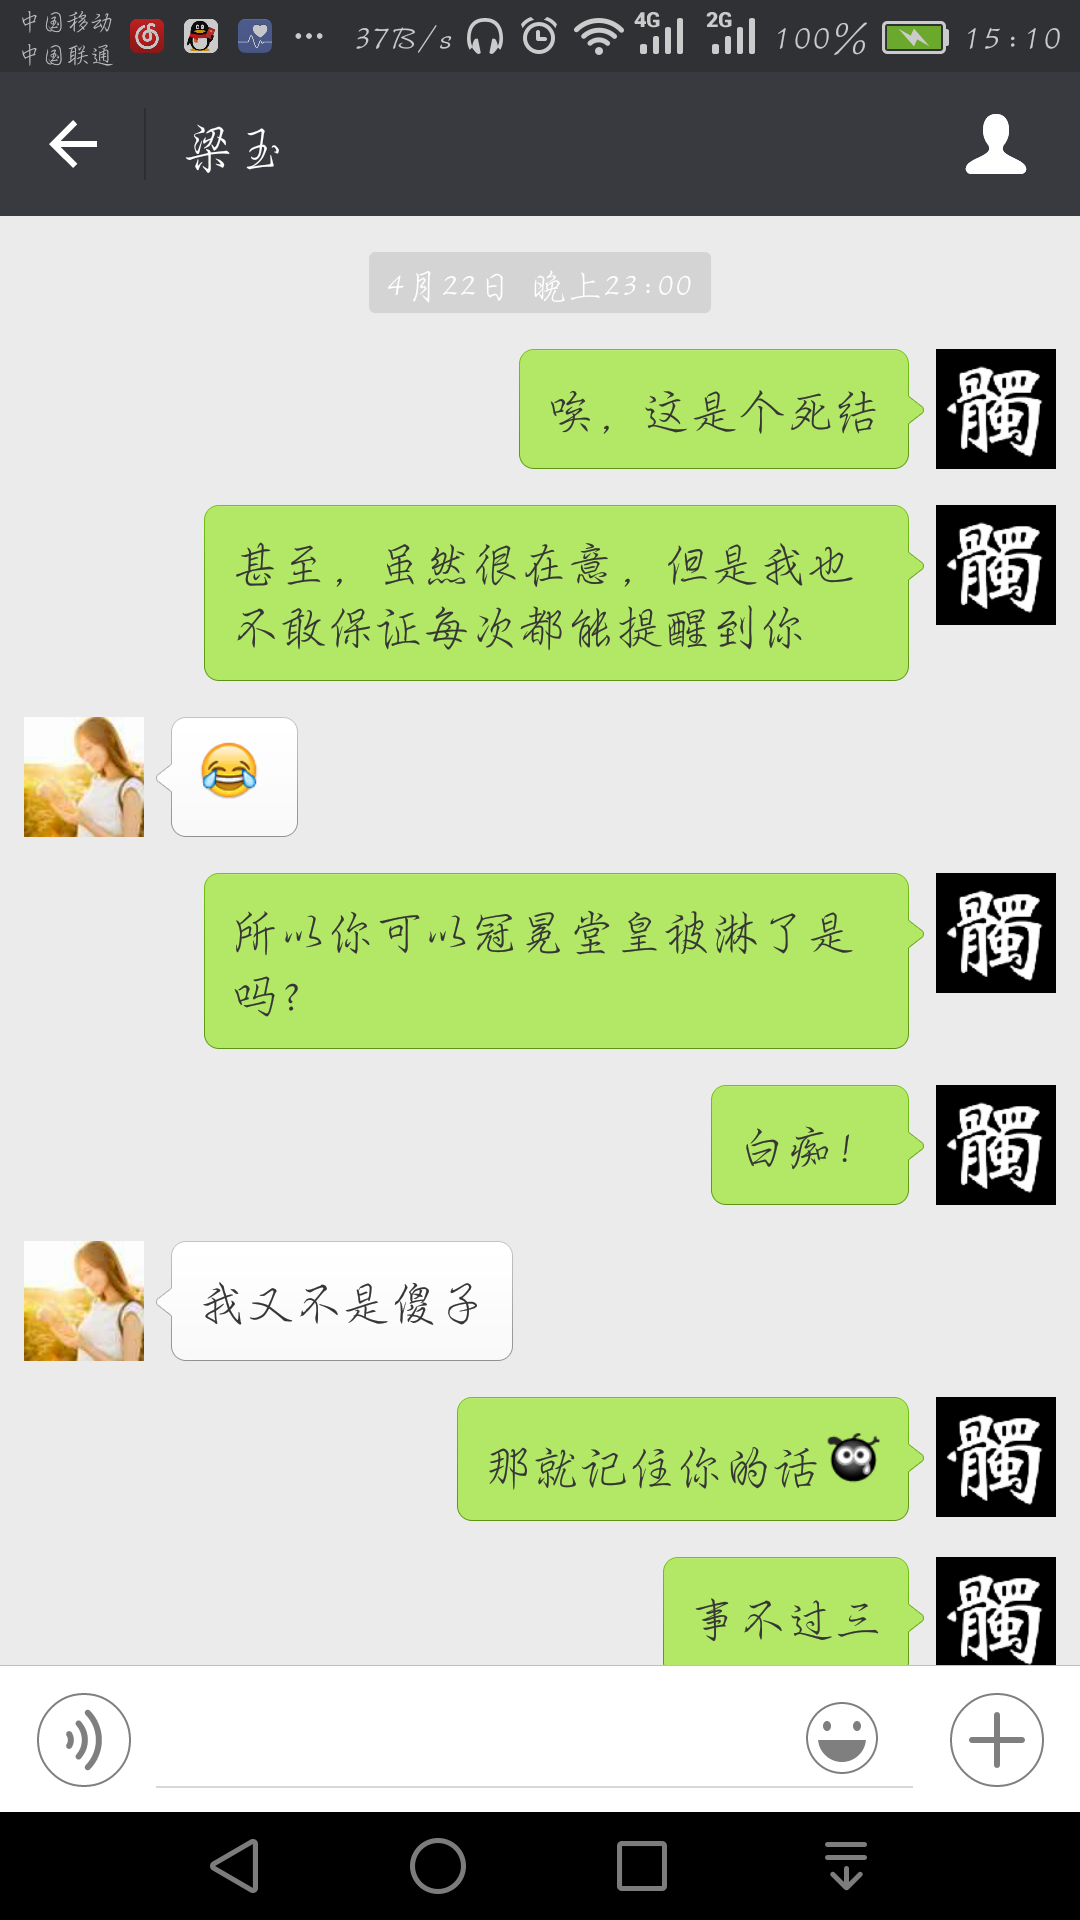 中国移动
中国联通
37B/s
4G
2G
100%
15:10
梁玉
4月22日 晚上23:00
唉，这是个死结
髑
甚至，虽然很在意，但是我也
不敢保证每次都能提醒到你
髑
所以你可以冠冕堂皇被淋了是
吗？
髑
白痴！
髑
我又不是傻子
那就记住你的话
髑
事不过三
髑